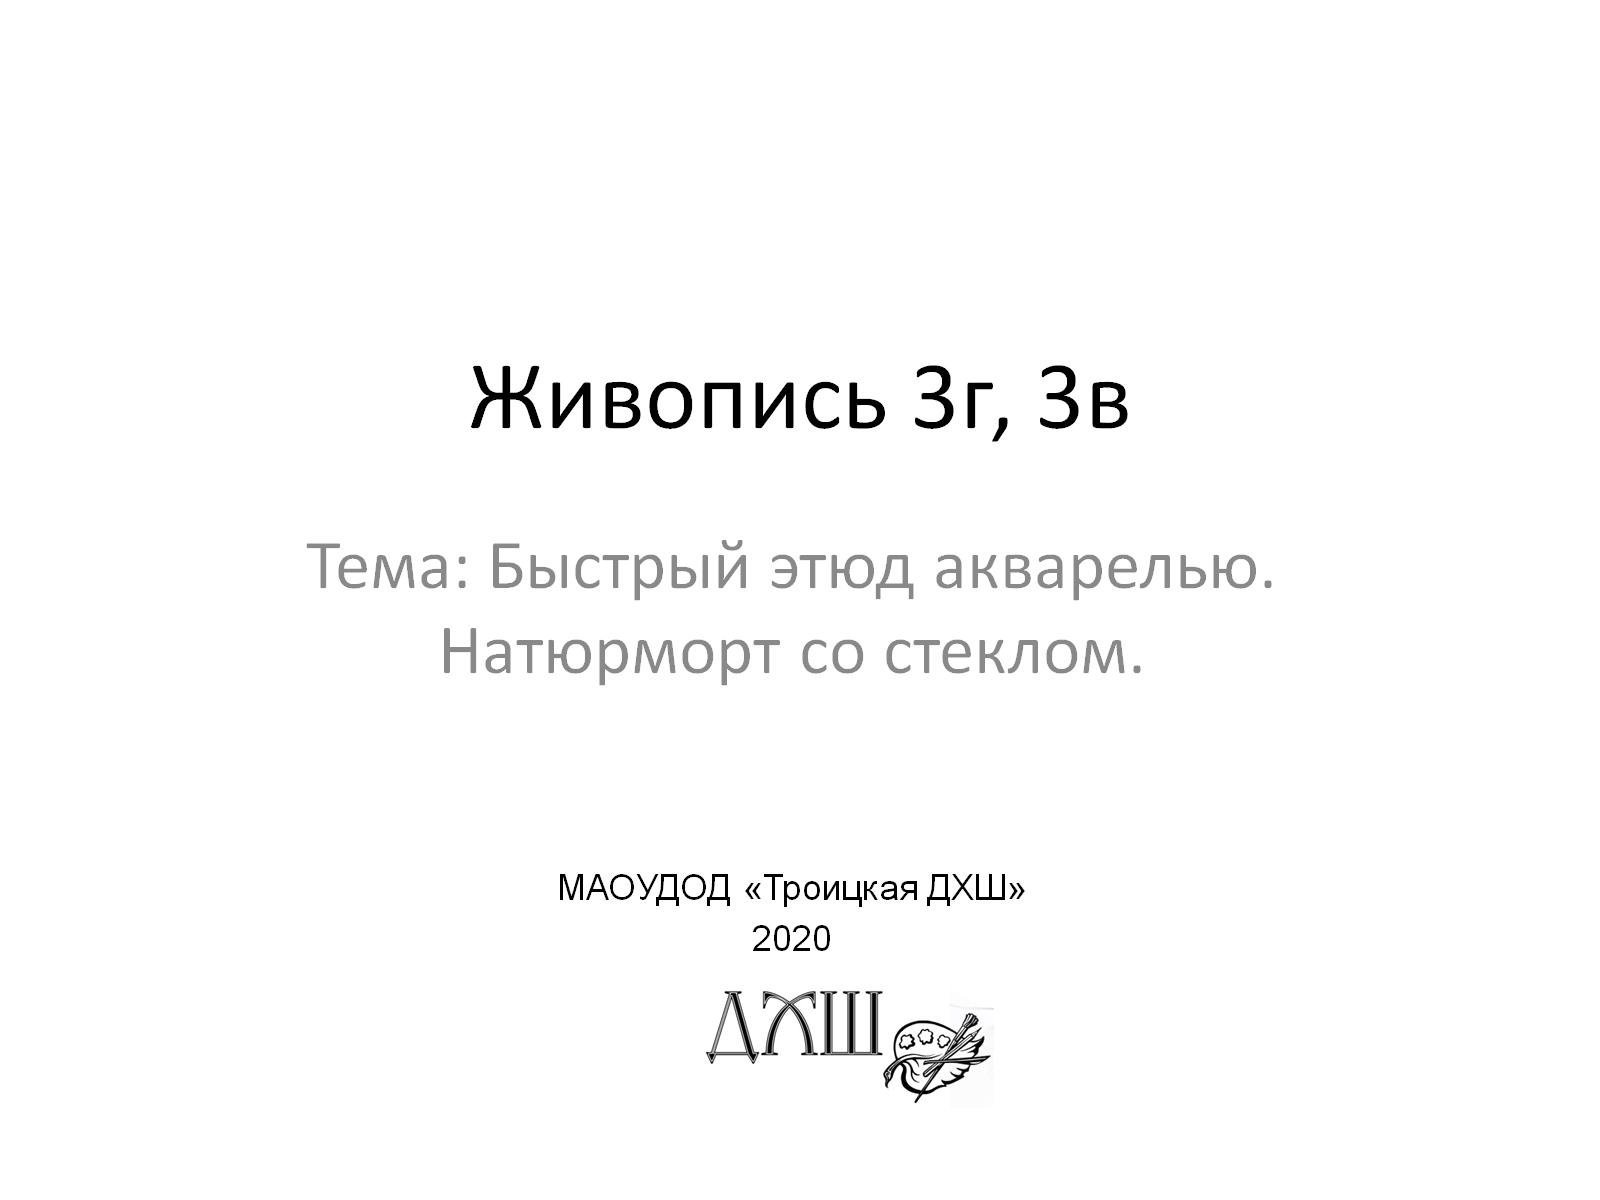 Живопись 3г, 3в
Тема: Быстрый этюд акварелью.
Натюрморт со стеклом.
МАОУДОД «Троицкая ДХШ»
2020
ДХШ